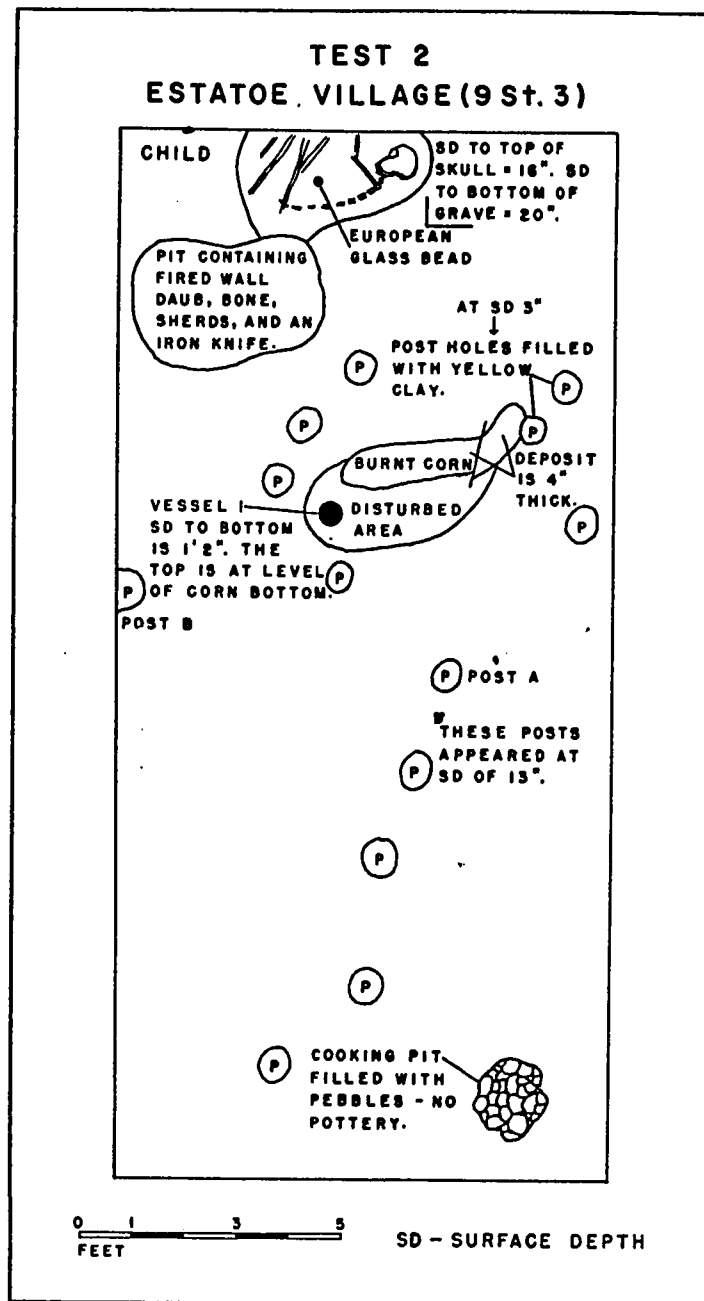 TEST 2
ESTATOE VILLAGE (9 St. 3)
CHILD
SD TO TOP OF
SKULL = 16". SD
TO BOTTOM OF
GRAVE = 20".
EUROPEAN
GLASS BEAD
PIT CONTAINING
FIRED WALL
DAUB, BONE,
SHERDS, AND AN
IRON KNIFE.
AT SD 3"
POST HOLES FILLED
WITH YELLOW
CLAY.
P
P
P
P
BURNT CORN
DEPOSIT
IS 4"
THICK.
P
VESSEL 1
SD TO BOTTOM
IS 1'2". THE
TOP IS AT LEVEL
OF CORN BOTTOM.
DISTURBED
AREA
P
P
P
POST B
P
POST A
"THESE POSTS
APPEARED AT
SD OF 13".
P
P
P
P
COOKING PIT
FILLED WITH
PEBBLES - NO
POTTERY.
0 1 3 5
FEET
SD - SURFACE DEPTH